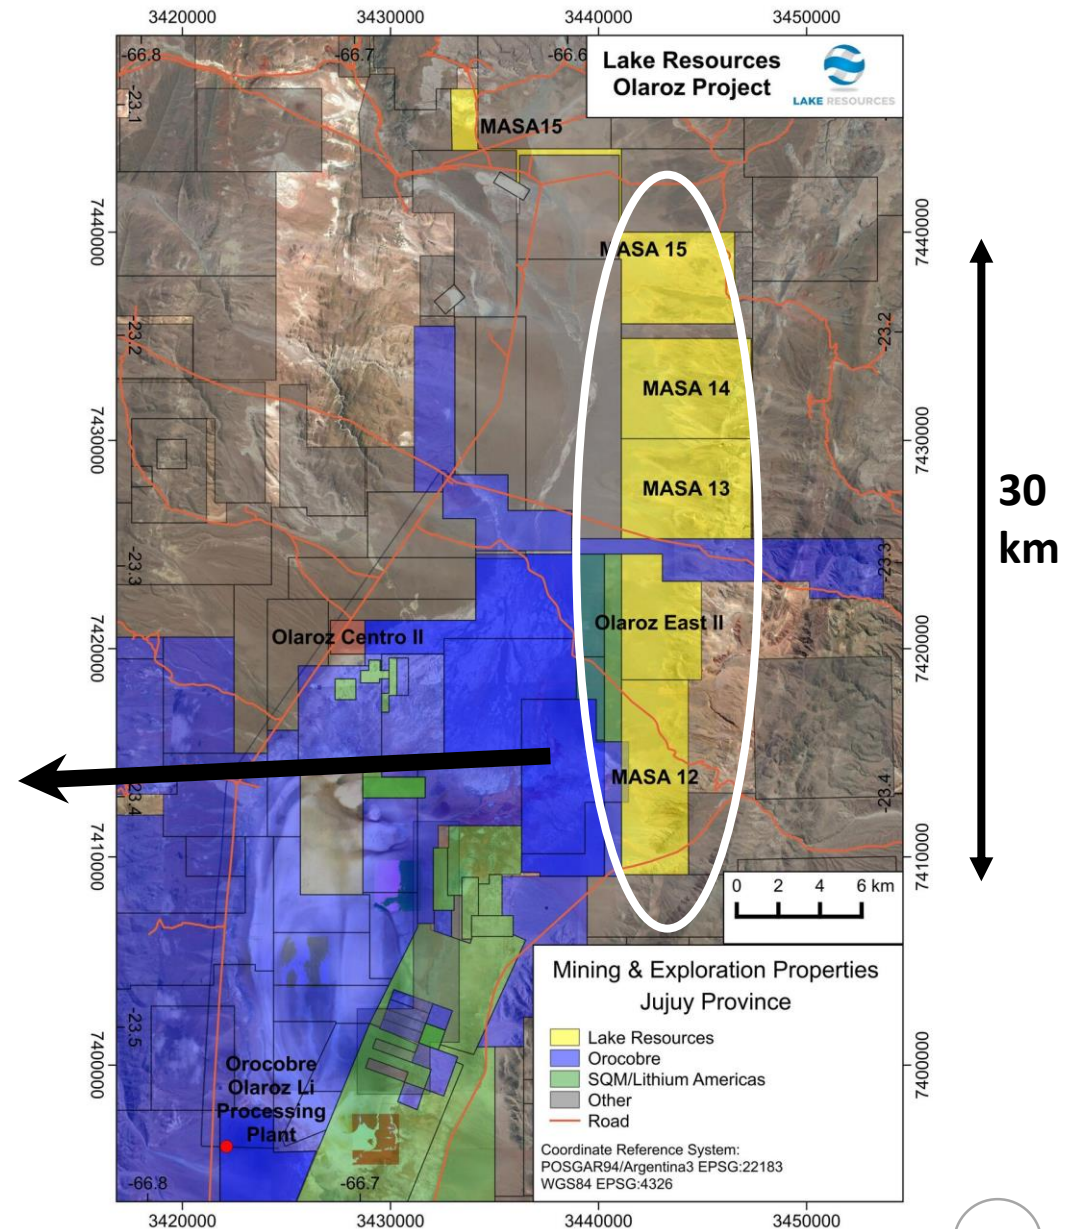 3420000
3430000
3440000
3450000
-66.8
-66.7
-66.6
Lake Resources
Olaroz Project
LAKE RESOURCES
-23.1
MASA15
7440000
MASA 15
7440000
-23.2
-23.2
MASA 14
7430000
MASA 13
7430000
30
km
-23.3
-23.3
Olaroz East II
Olaroz Centro II
7420000
7420000
MASA 12
-23.4
-23.4
7410000
7410000
0 2 4 6 km
Mining & Exploration Properties
Jujuy Province
Lake Resources
Orocobre
SQM/Lithium Americas
Other
Road
Coordinate Reference System:
POSGAR94/Argentina3 EPSG:22183
WGS84 EPSG:4326
-23.5
7400000
7400000
Orocobre
Olaroz Li
Processing
Plant
-66.8
-66.7
3420000
3430000
3440000
3450000